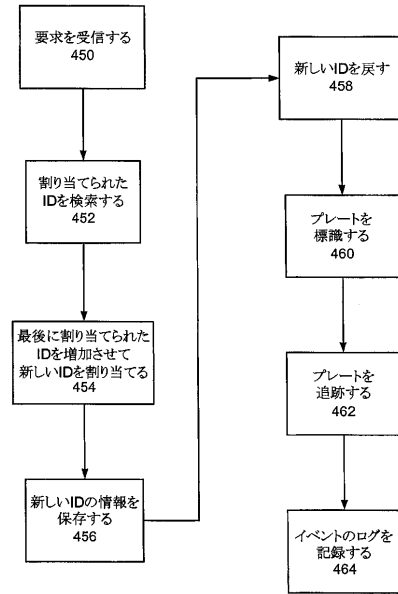 要求を受信する
450
割り当てられた
IDを検索する
452
最後に割り当てられた
IDを増加させて
新しいIDを割り当てる
454
新しいIDの情報を
保存する
456
新しいIDを戻す
458
プレートを
標識する
460
プレートを
追跡する
462
イベントのログを
記録する
464